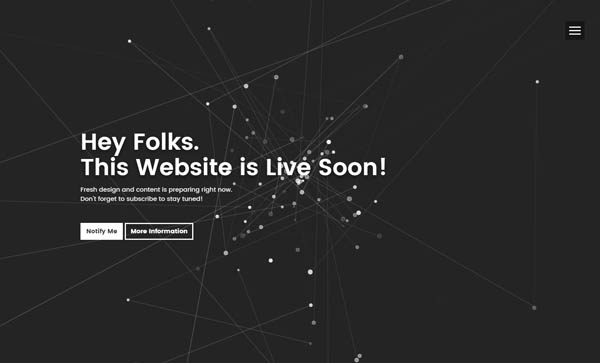 Hey Folks.
This Website is Live Soon!
Fresh design and content is preparing right now.
Don't forget to subscribe to stay tuned!
Notify Me
More Information